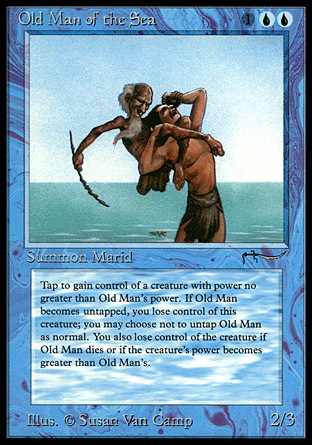 Old Man of the Sea 1
Summon Marid
Tap to gain control of a creature with power no
greater than Old Man's power. If Old Man
becomes untapped, you lose control of this
creature; you may choose not to untap Old Man
as normal. You also lose control of the creature if
Old Man dies or if the creature's power becomes
greater than Old Man's.
Illus. © Susan Van Camp 2/3